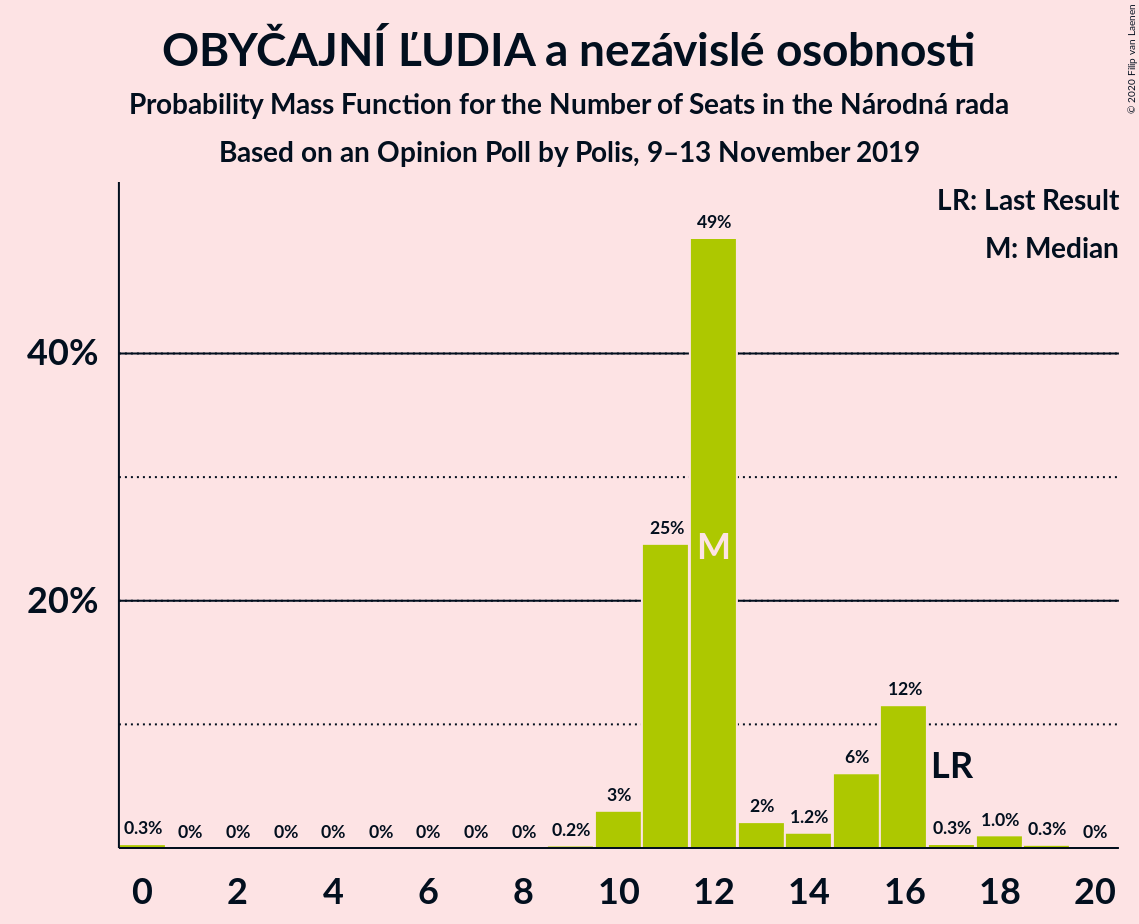 OBYČAJNÍ ĽUDIA a nezávislé osobnosti
Probability Mass Function for the Number of Seats in the Národná rada
Based on an Opinion Poll by Polis, 9–13 November 2019
© 2020 Filip van Laenen
LR: Last Result
M: Median
49%
40%
25%
M
20%
12%
LR
6%
3%
2%
1.2%
1.0%
0.3%
0%
0%
0%
0%
0%
0%
0%
0%
0.2%
0.3%
0.3%
0%
0 2 4 6 8 10 12 14 16 18 20